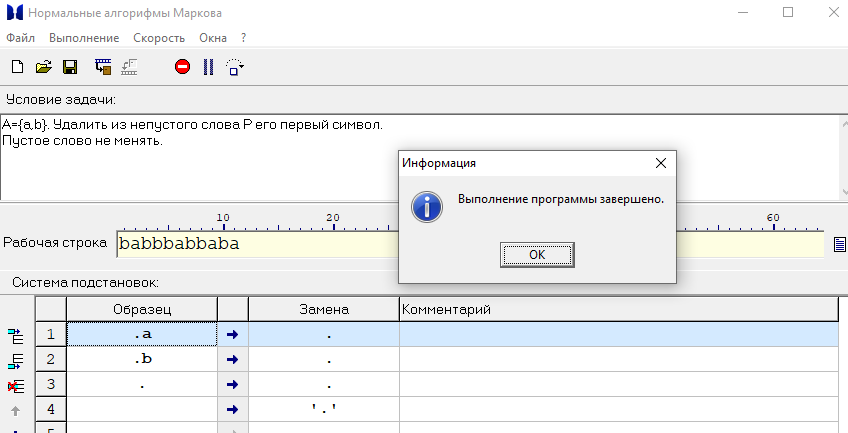 Нормальные алгорифмы Маркова
Файл Выполнение Скорость Окна ?
Условие задачи:
A={a,b}. Удалить из непустого слова P его первый символ.
Пустое слово не менять.
Информация
Выполнение программы завершено.
OK
10 20 60
Рабочая строка babbbabbaba
Система подстановок:
Образец Замена Комментарий
1 .a → .
2 .b → .
3 . → .
4 → '.'